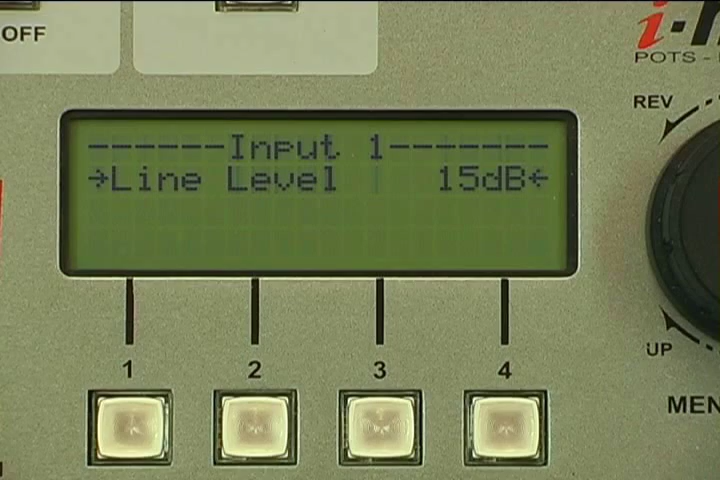 OFF
i-
POTS -
REV
------Input 1-------
→Line Level 15dB←
UP
1 2 3 4
MEN